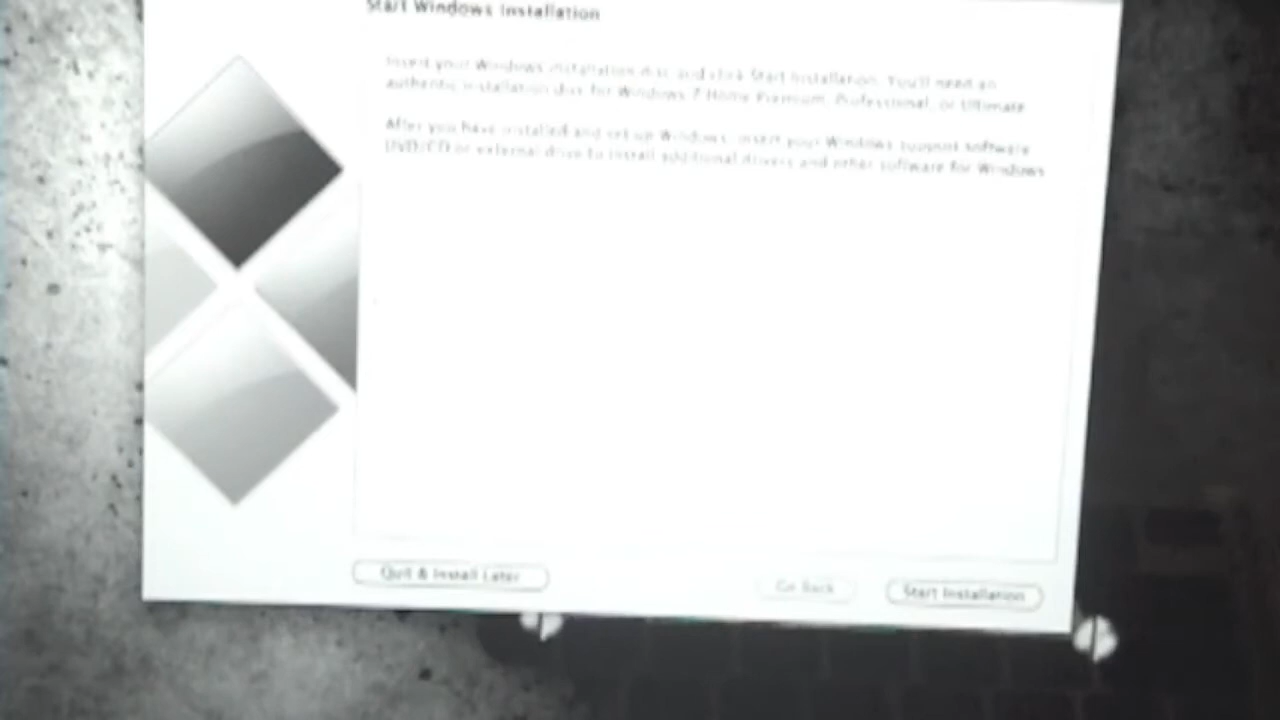 Start Windows Installation
Insert your Windows installation disc and click Start Installation. You'll need an
authentic installation disc for Windows 7 Home Premium, Professional, or Ultimate
After you have installed and set up Windows, insert your Windows support software
DVD/CD or external drive to install additional drivers and other software for Windows
Quit & Install Later
Go Back
Start Installation